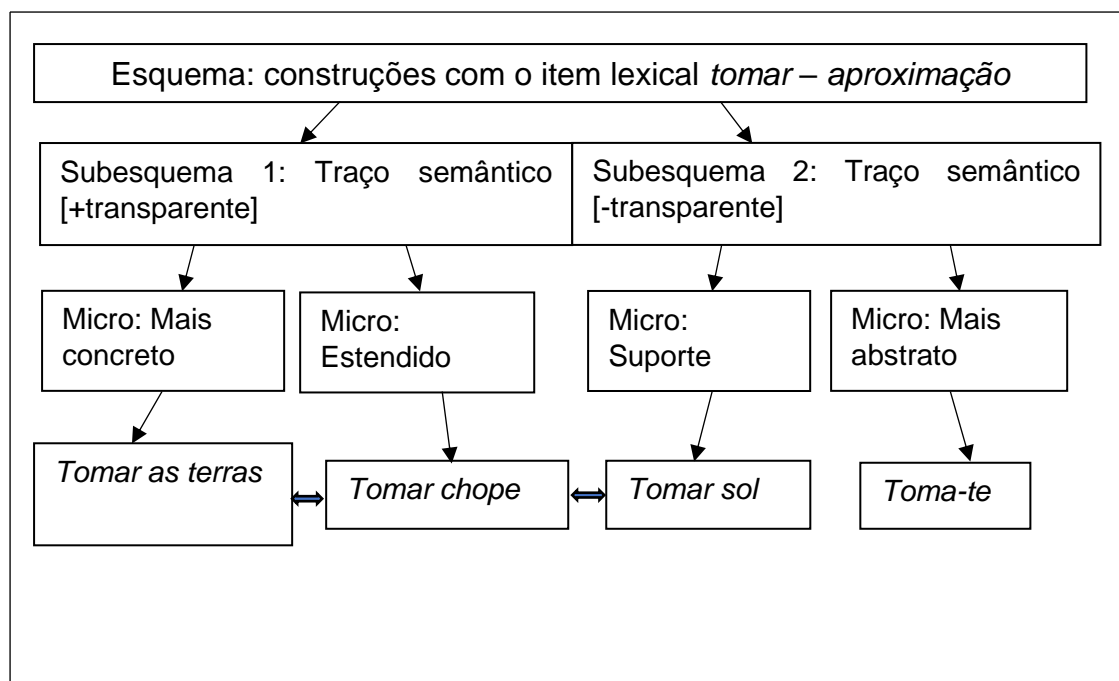 Esquema: construções com o item lexical tomar – aproximação
Subesquema 1: Traço semântico
[+transparente]
Subesquema 2: Traço semântico
[-transparente]
Micro: Mais
concreto
Micro:
Estendido
Micro:
Suporte
Micro: Mais
abstrato
Tomar as terras
Tomar chope
Tomar sol
Toma-te